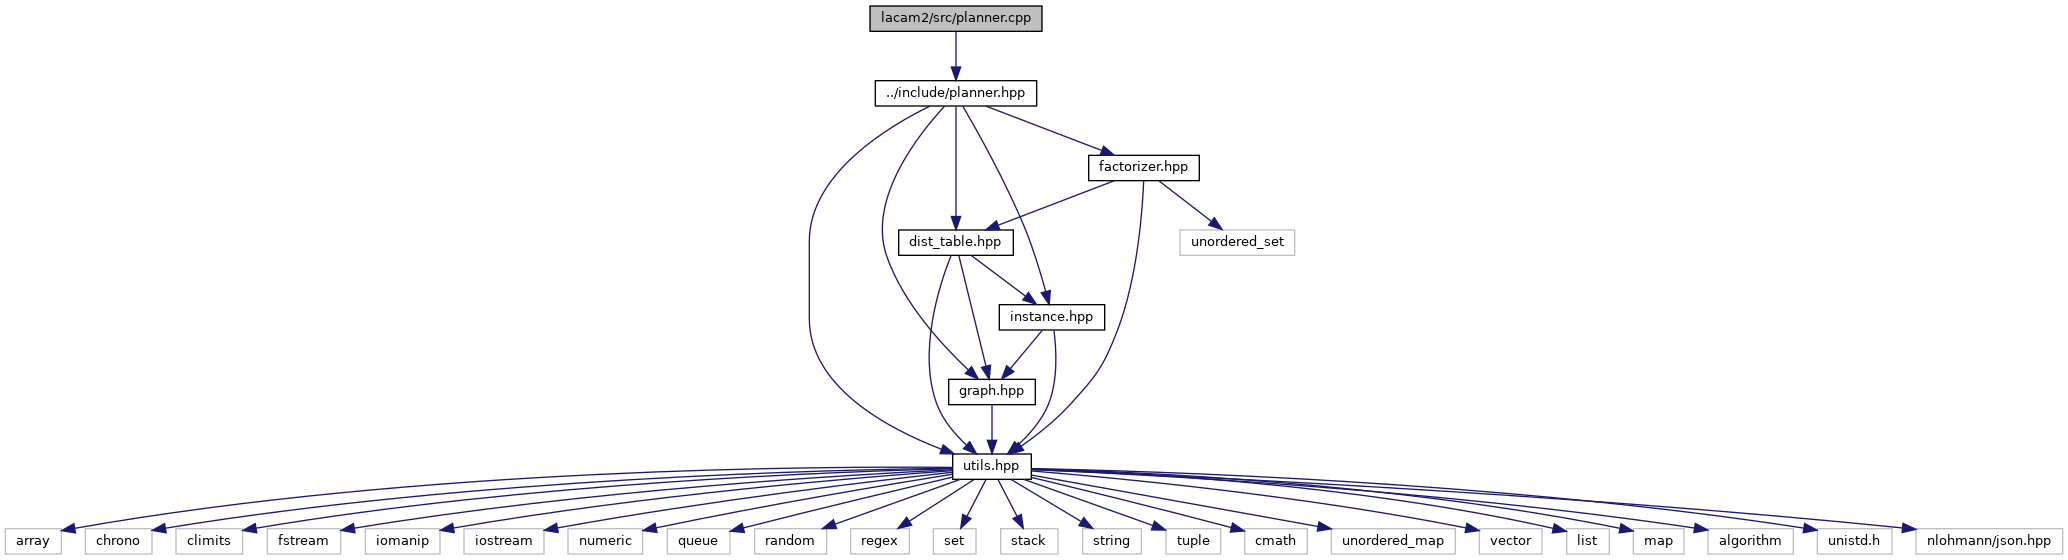 lacam2/src/planner.cpp
../include/planner.hpp
factorizer.hpp
dist_table.hpp
unordered_set
instance.hpp
graph.hpp
utils.hpp
array
chrono
climits
fstream
iomanip
iostream
numeric
queue
random
regex
set
stack
string
tuple
cmath
unordered_map
vector
list
map
algorithm
unistd.h
nlohmann/json.hpp